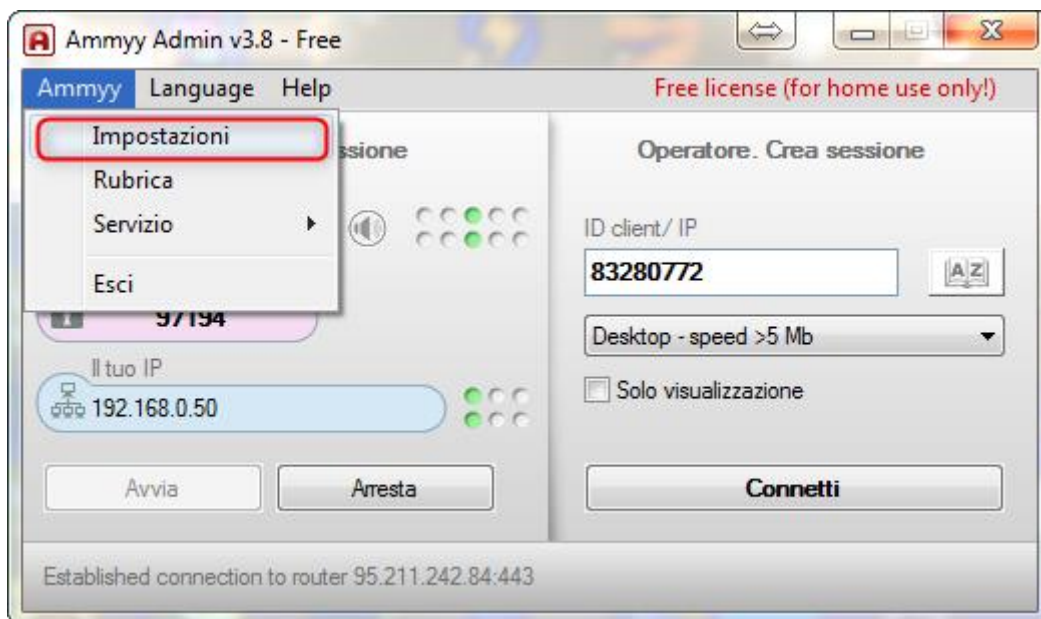 Ammyy Admin v3.8 - Free
Ammyy Language Help
Free license (for home use only!)
Impostazioni
Rubrica
Servizio
Esci
97194
Il tuo IP
192.168.0.50
Avvia Arresta
Operatore. Crea sessione
ID client/ IP
83280772
AZ
Desktop - speed >5 Mb
Solo visualizzazione
Connetti
Established connection to router 95.211.242.84:443